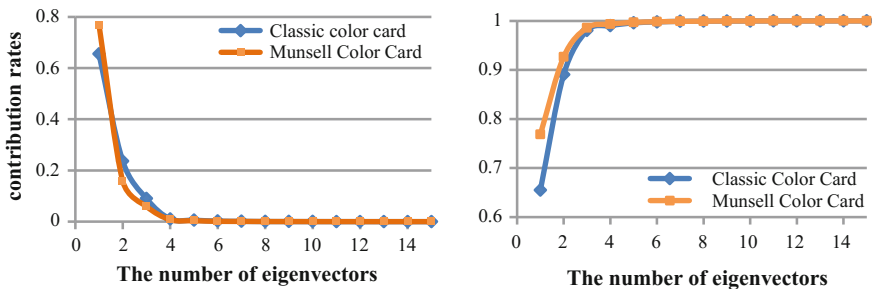 contribution rates
0.8
0.6
0.4
0.2
0
0 2 4 6 8 10 12 14
Classic color card
Munsell Color Card
The number of eigenvectors
1
0.9
0.8
0.7
0.6
0 2 4 6 8 10 12 14
Classic Color Card
Munsell Color Card
The number of eigenvectors